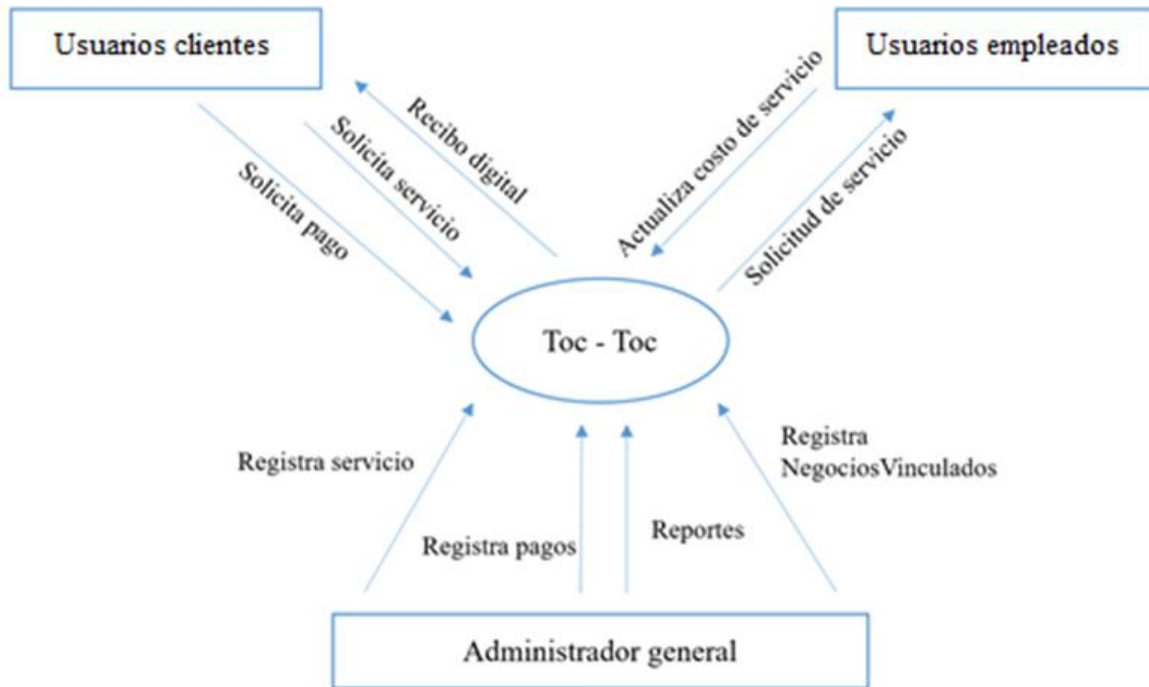 Usuarios clientes
Usuarios empleados
Recibo digital
Solicita servicio
Solicita pago
Actualiza costo de servicio
Solicitud de servicio
Toc - Toc
Registra servicio
Registra pagos
Reportes
Registra
NegociosVinculados
Administrador general